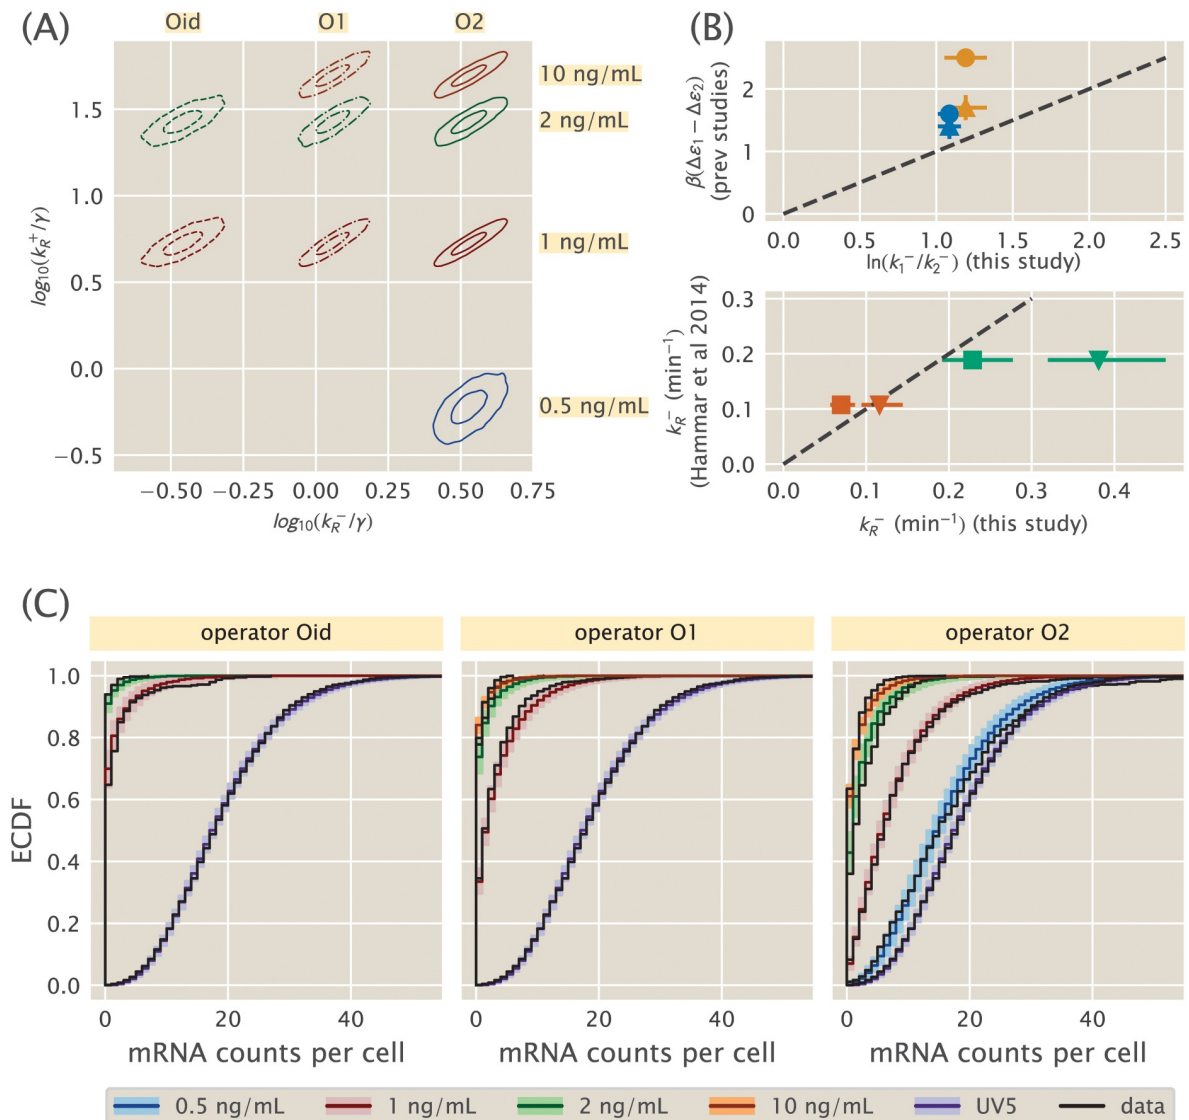 (A)
Oid O1 O2
10 ng/mL
2 ng/mL
1 ng/mL
0.5 ng/mL
1.5
1.0
0.5
0.0
−0.5
log₁₀(k_R⁺/γ)
−0.50 −0.25 0.00 0.25 0.50 0.75
log₁₀(k_R⁻/γ)
(B)
β(Δε₁ − Δε₂)
(prev studies)
2
1
0
0.0 0.5 1.0 1.5 2.0 2.5
ln(k₁⁻/k₂⁻) (this study)
k_R⁻ (min⁻¹)
(Hammar et al 2014)
0.3
0.2
0.1
0.0
0.0 0.1 0.2 0.3 0.4
k_R⁻ (min⁻¹) (this study)
(C)
operator Oid operator O1 operator O2
ECDF
1.0
0.8
0.6
0.4
0.2
0.0
0 20 40 0 20 40 0 20 40
mRNA counts per cell mRNA counts per cell mRNA counts per cell
0.5 ng/mL 1 ng/mL 2 ng/mL 10 ng/mL UV5 data